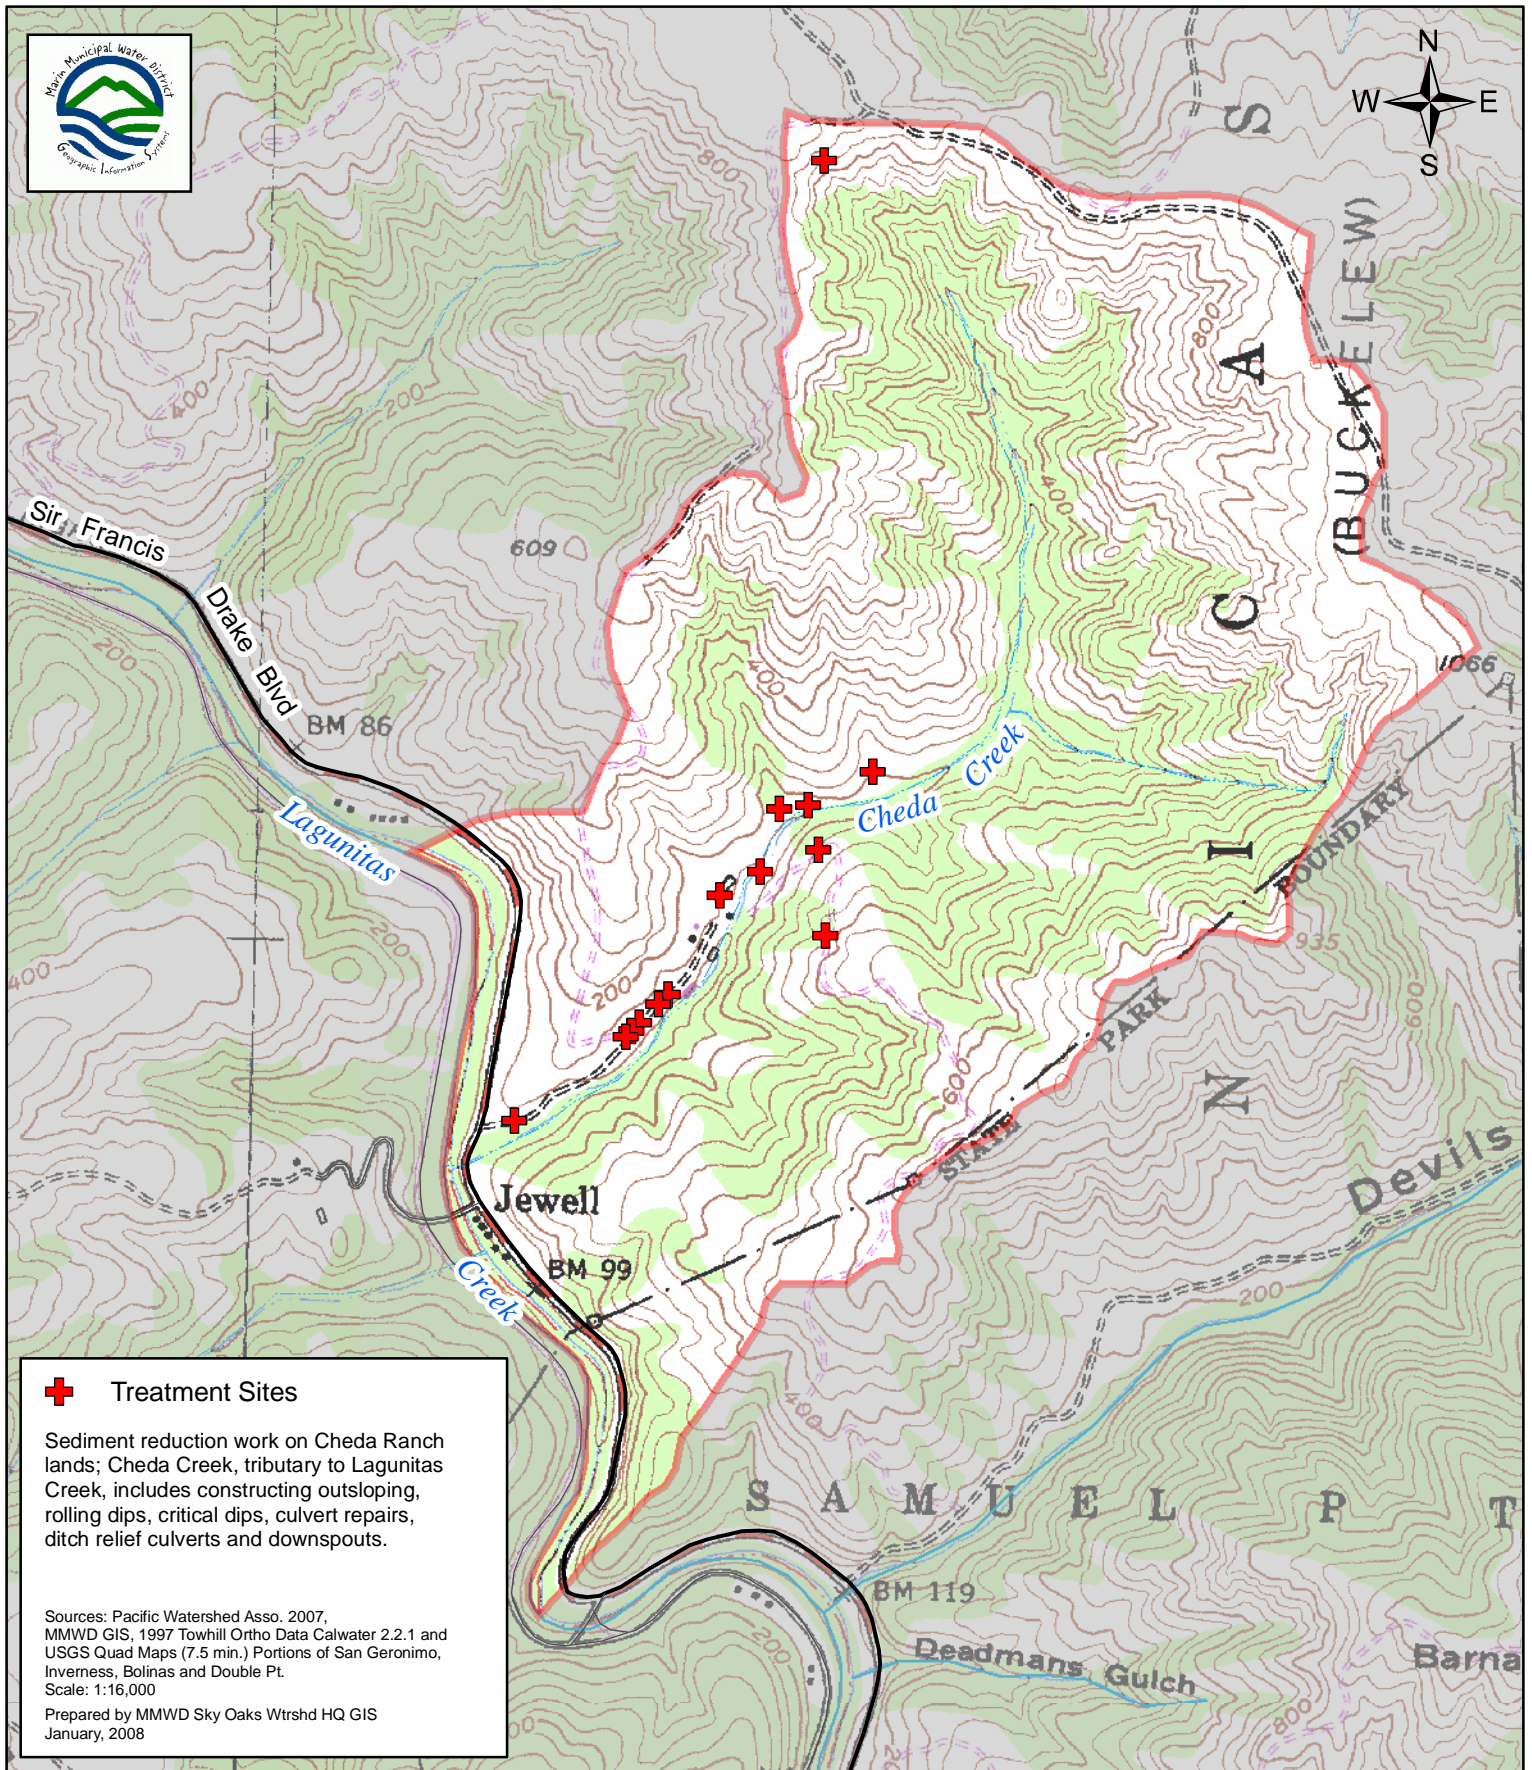 Marin Municipal Water District
Geographic Information Systems
N
W E
S
S
800
(BUCKELEW)
800
A
400
200
Sir Francis
Drake Blvd
609
400
C
200
400
1066
BM 86
Lagunitas
Cheda Creek
I
BOUNDARY
935
200
400
200
600
PARK
N
600
STATE
Devils
Jewell
BM 99
Creek
200
400
Treatment Sites
Sediment reduction work on Cheda Ranch
lands; Cheda Creek, tributary to Lagunitas
Creek, includes constructing outsloping,
rolling dips, critical dips, culvert repairs,
ditch relief culverts and downspouts.
Sources: Pacific Watershed Asso. 2007,
MMWD GIS, 1997 Towhill Ortho Data Calwater 2.2.1 and
USGS Quad Maps (7.5 min.) Portions of San Geronimo,
Inverness, Bolinas and Double Pt.
Scale: 1:16,000
Prepared by MMWD Sky Oaks Wtrshd HQ GIS
January, 2008
SAMUEL P T
BM 119
200
Deadmans Gulch
Barna
800